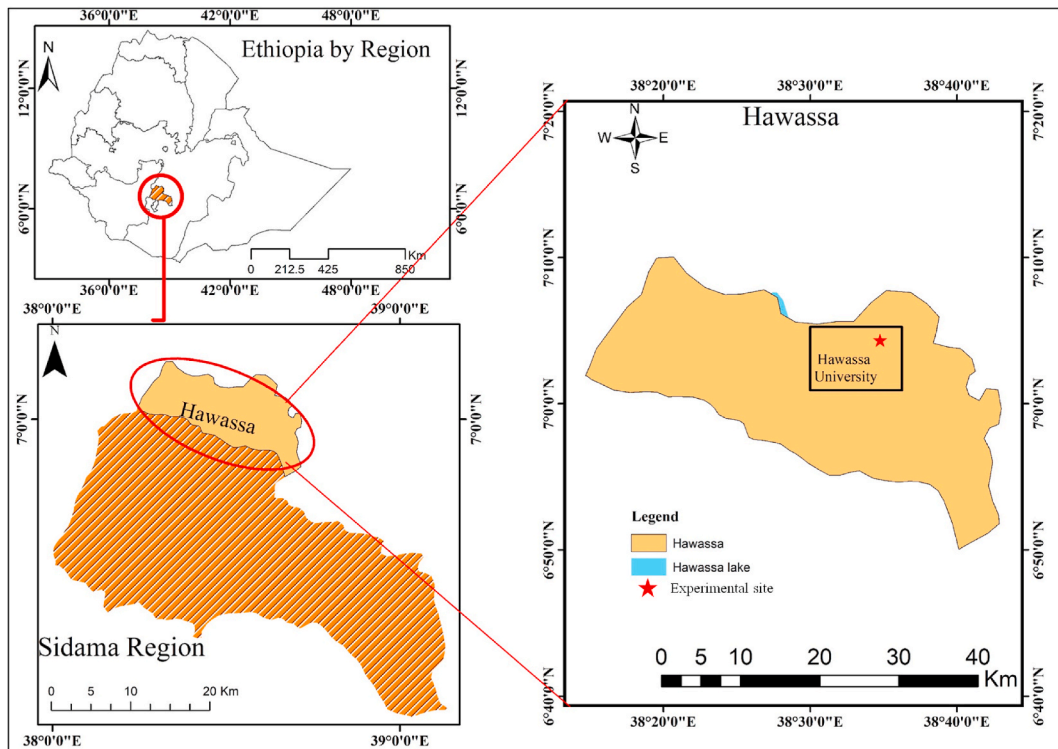 36°0'0"E 42°0'0"E 48°0'0"E
N
Ethiopia by Region
12°0'0"N
12°0'0"N
6°0'0"N
6°0'0"N
Km
0 212.5 425 850
36°0'0"E 42°0'0"E 48°0'0"E
38°0'0"E 39°0'0"E
N
Hawassa
7°0'0"N
7°0'0"N
Sidama Region
0 5 10 20 Km
38°0'0"E 39°0'0"E
38°20'0"E 38°30'0"E 38°40'0"E
Hawassa
N
W E
S
7°20'0"N
7°20'0"N
7°10'0"N
7°10'0"N
Hawassa
University
7°0'0"N
7°0'0"N
Legend
Hawassa
Hawassa lake
Experimental site
6°50'0"N
6°50'0"N
0 5 10 20 30 40
Km
6°40'0"N
6°40'0"N
38°20'0"E 38°30'0"E 38°40'0"E